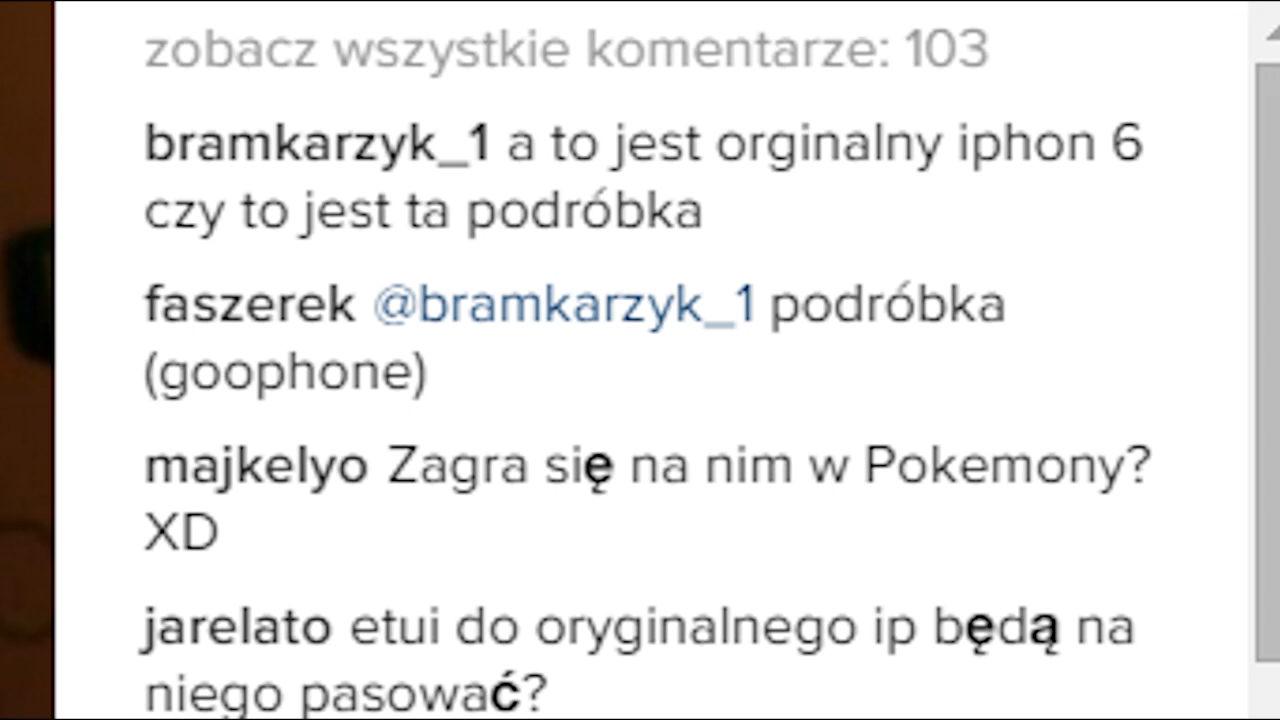 zobacz wszystkie komentarze: 103
bramkarzyk_1 a to jest orginalny iphon 6
czy to jest ta podróbka
faszerek @bramkarzyk_1 podróbka
(goophone)
majkelyo Zagra się na nim w Pokemony?
XD
jarelato etui do oryginalnego ip będą na
niego pasować?